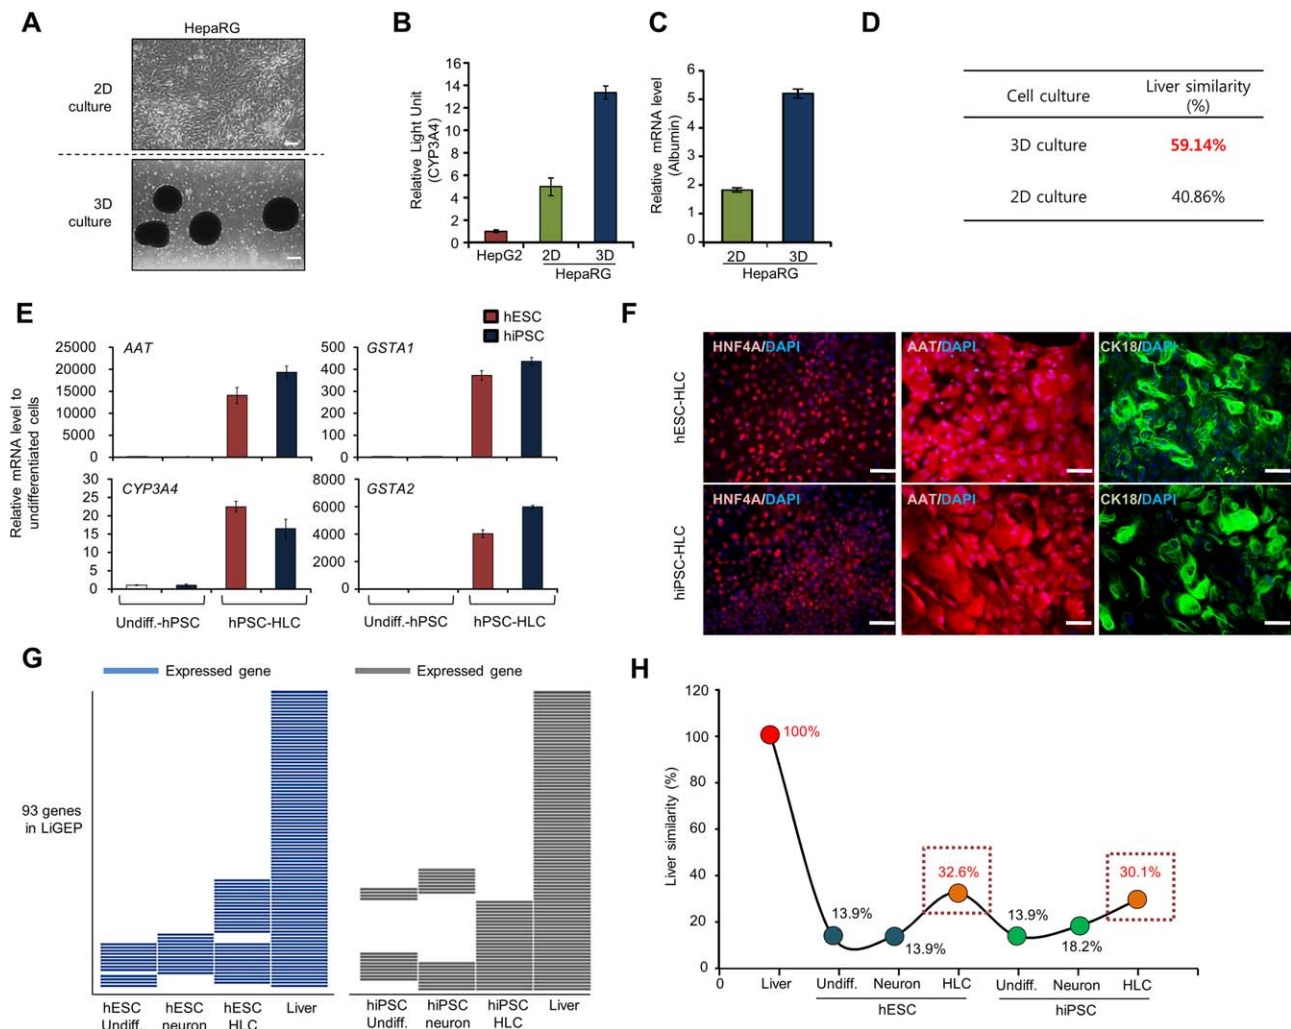 A
HepaRG
2D
culture
3D
culture
B
Relative Light Unit
(CYP3A4)
16
14
12
10
8
6
4
2
0
HepG2
2D
3D
HepaRG
C
Relative mRNA level
(Albumin)
6
5
4
3
2
1
0
2D
3D
HepaRG
D
Cell culture
Liver similarity
(%)
3D culture
59.14%
2D culture
40.86%
E
hESC
hiPSC
Relative mRNA level to
undifferentiated cells
AAT
25000
20000
15000
10000
5000
0
GSTA1
500
400
300
200
100
0
CYP3A4
30
25
20
15
10
5
0
GSTA2
8000
6000
4000
2000
0
Undiff.-hPSC
hPSC-HLC
Undiff.-hPSC
hPSC-HLC
F
hESC-HLC
HNF4A/DAPI
AAT/DAPI
CK18/DAPI
hiPSC-HLC
HNF4A/DAPI
AAT/DAPI
CK18/DAPI
G
Expressed gene
Expressed gene
93 genes
in LiGEP
hESC
Undiff.
hESC
neuron
hESC
HLC
Liver
hiPSC
Undiff.
hiPSC
neuron
hiPSC
HLC
Liver
H
Liver similarity (%)
120
100
80
60
40
20
0
100%
13.9%
13.9%
32.6%
13.9%
18.2%
30.1%
0
Liver
Undiff.
Neuron
HLC
Undiff.
Neuron
HLC
hESC
hiPSC